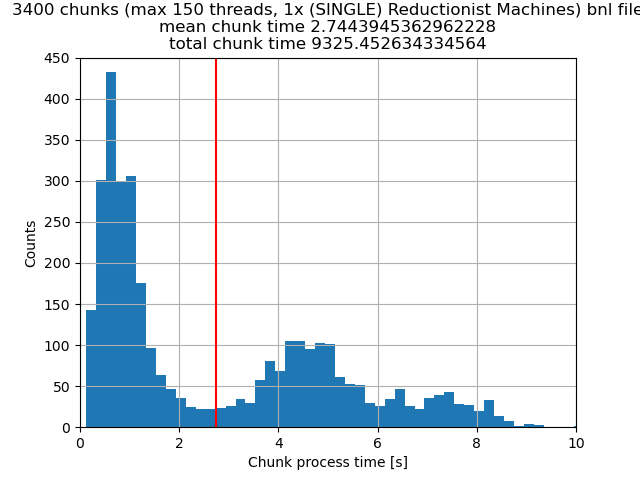 3400 chunks (max 150 threads, 1x (SINGLE) Reductionist Machines) bnl file
mean chunk time 2.7443945362962228
total chunk time 9325.452634334564
450
400
350
300
250
200
150
100
50
0
Counts
0 2 4 6 8 10
Chunk process time [s]